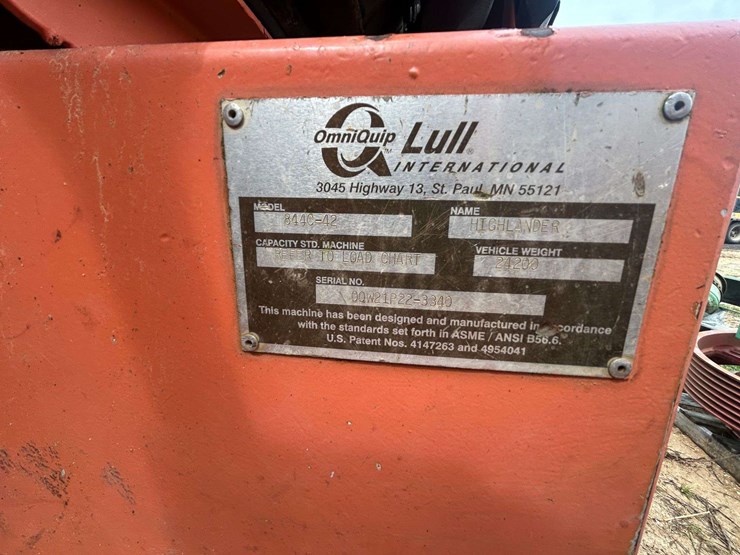 OmniQuip Lull
INTERNATIONAL
3045 Highway 13, St. Paul, MN 55121
MODEL
844C-42
NAME
HIGHLANDER
CAPACITY STD. MACHINE
REFER TO LOAD CHART
VEHICLE WEIGHT
24200
SERIAL NO.
This machine has been designed and manufactured in accordance
with the standards set forth in ASME / ANSI B56.6.
U.S. Patent Nos. 4147263 and 4954041